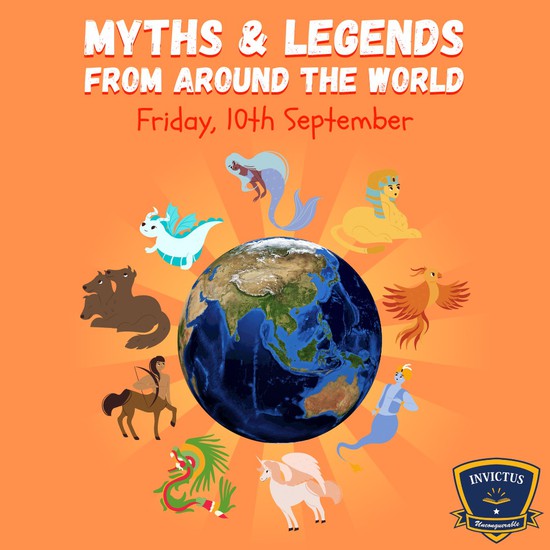 MYTHS & LEGENDS
FROM AROUND THE WORLD
Friday, 10th September
INVICTUS
Unconquerable